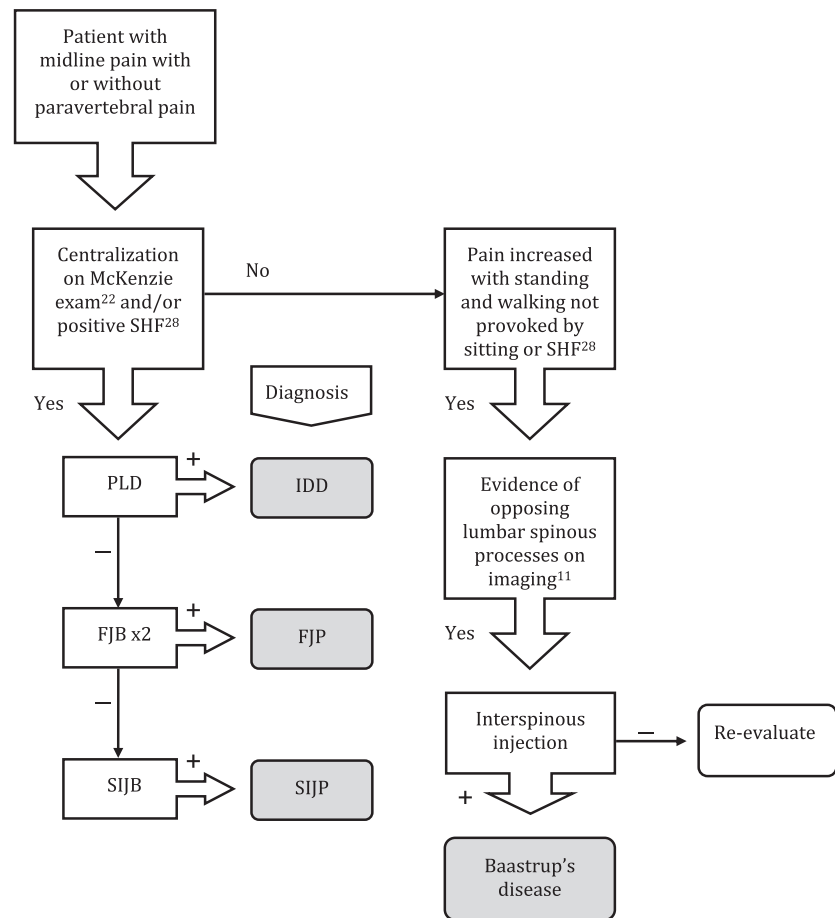 Patient with
midline pain with
or without
paravertebral pain
Centralization
on McKenzie
exam²² and/or
positive SHF²⁸
No
Pain increased
with standing
and walking not
provoked by
sitting or SHF²⁸
Yes
Diagnosis
Yes
PLD
+
IDD
Evidence of
opposing
lumbar spinous
processes on
imaging¹¹
–
FJB x2
+
FJP
Yes
–
Interspinous
injection
–
Re-evaluate
SIJB
+
SIJP
+
Baastrup's
disease